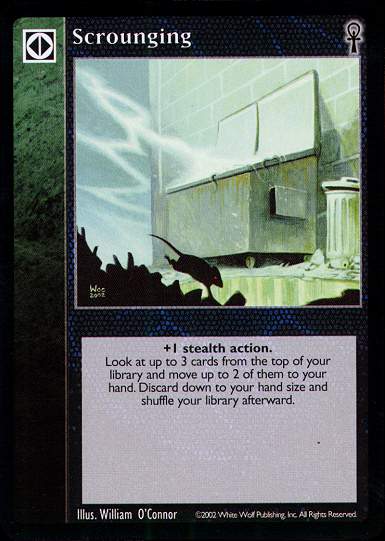 Scrounging
Woc
2002
+1 stealth action.
Look at up to 3 cards from the top of your
library and move up to 2 of them to your
hand. Discard down to your hand size and
shuffle your library afterward.
Illus. William O'Connor
©2002 White Wolf Publishing, Inc. All Rights Reserved.